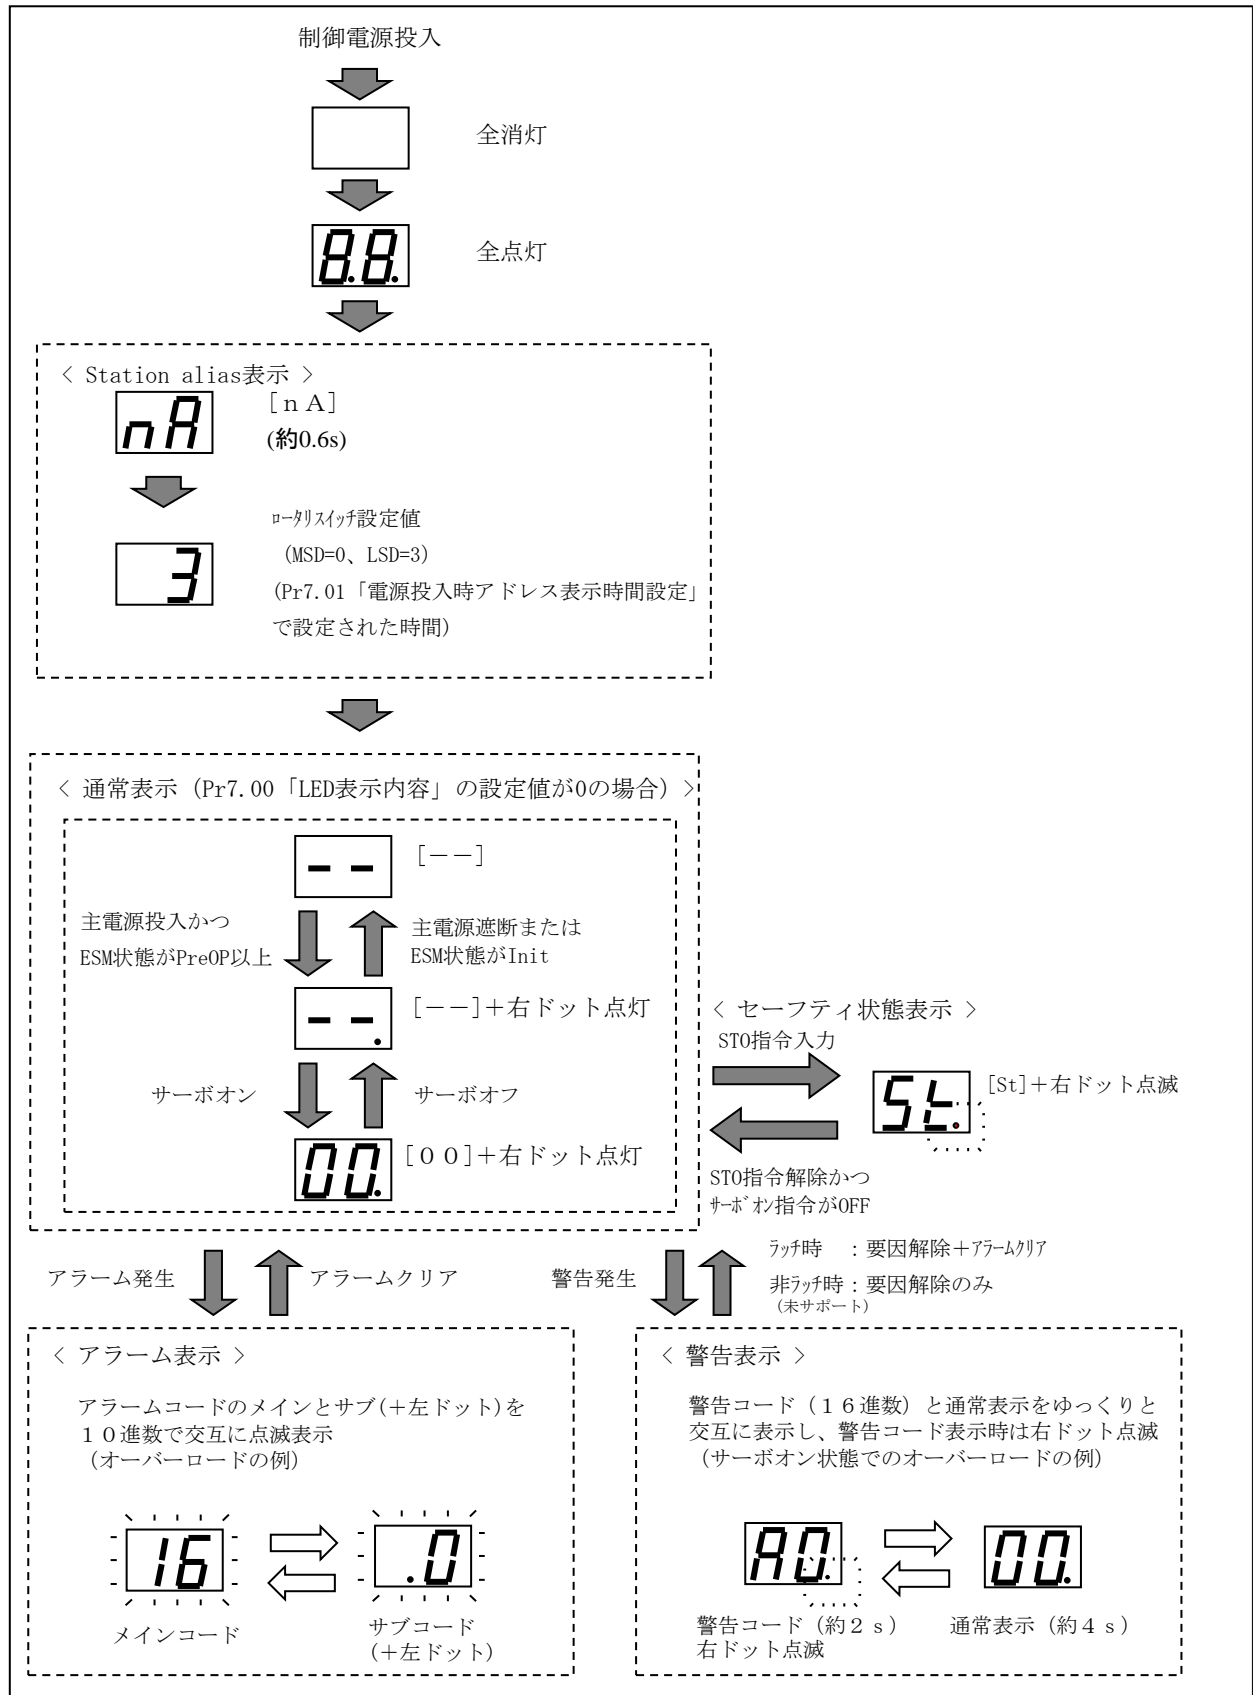 制御電源投入
全消灯
8.8.
全点灯
< Station alias表示 >
nA
[ｎＡ]
(約0.6s)
ﾛｰﾀﾘｽｲｯﾁ設定値
(MSD=0、LSD=3)
3
(Pr7.01「電源投入時アドレス表示時間設定」
で設定された時間)
< 通常表示（Pr7.00「LED表示内容」の設定値が0の場合）>
--
[－－]
主電源投入かつ
ESM状態がPreOP以上
主電源遮断または
ESM状態がInit
--.
[－－]＋右ドット点灯
サーボオン
サーボオフ
00.
[００]＋右ドット点灯
< セーフティ状態表示 >
STO指令入力
St.
[St]＋右ドット点滅
STO指令解除かつ
ｻｰﾎﾞｵﾝ指令がOFF
アラーム発生
アラームクリア
警告発生
ﾗｯﾁ時　：要因解除＋ｱﾗｰﾑｸﾘｱ
非ﾗｯﾁ時：要因解除のみ
（未サポート）
< アラーム表示 >
アラームコードのメインとサブ(＋左ドット)を
１０進数で交互に点滅表示
（オーバーロードの例）
16
.0
メインコード
サブコード
(＋左ドット)
< 警告表示 >
警告コード（１６進数）と通常表示をゆっくりと
交互に表示し、警告コード表示時は右ドット点滅
（サーボオン状態でのオーバーロードの例）
A0.
00.
警告コード（約２ｓ）
右ドット点滅
通常表示（約４ｓ）